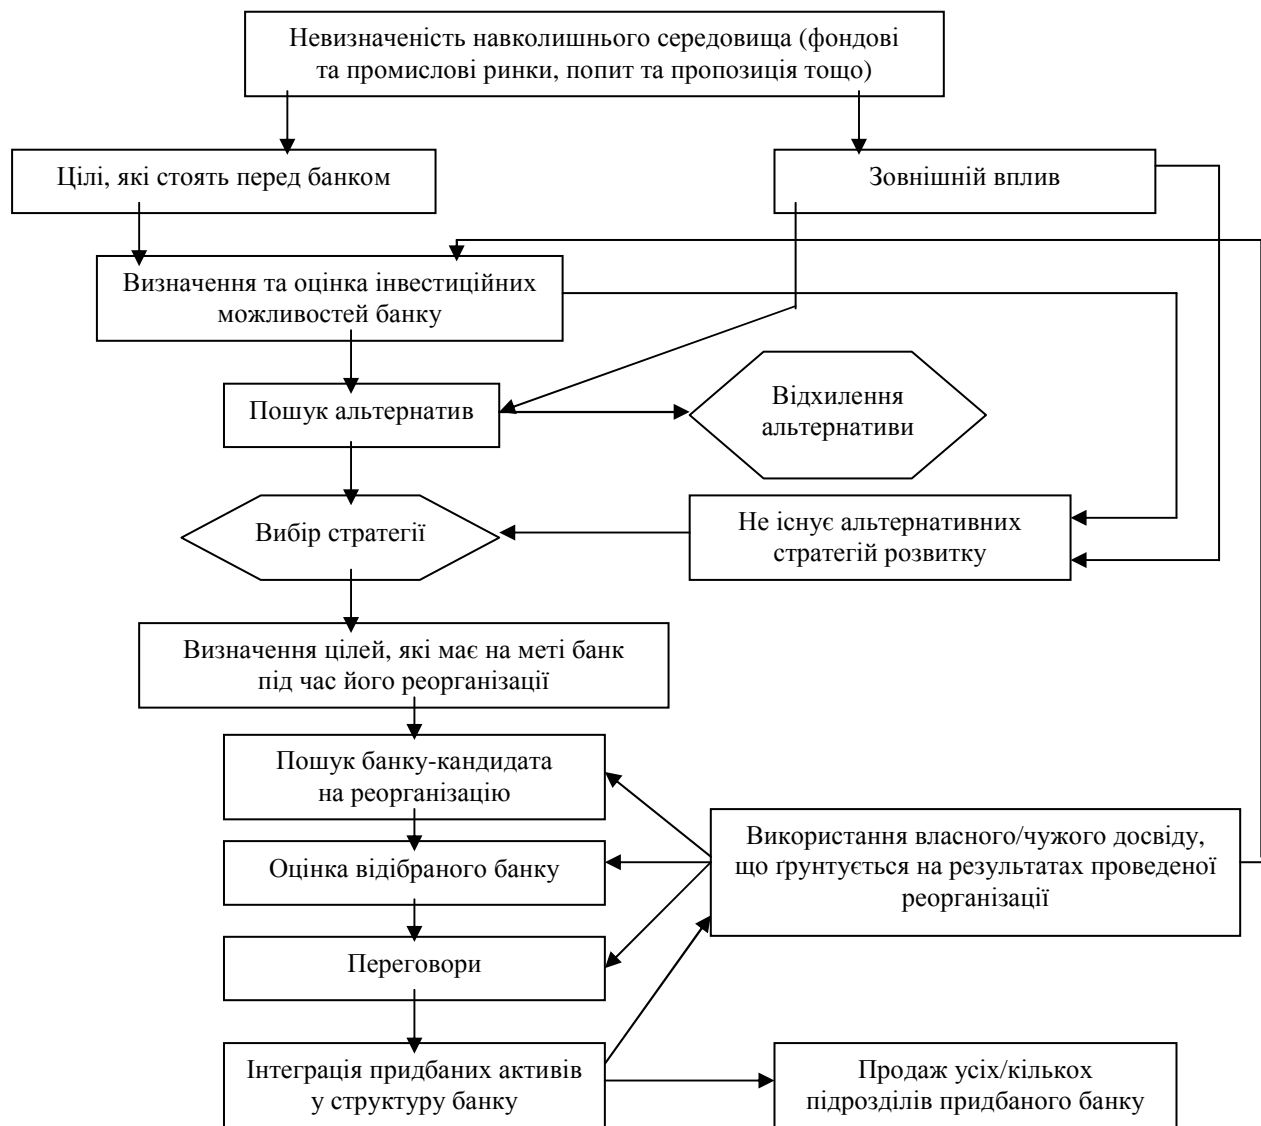 Невизначеність навколишнього середовища (фондові
та промислові ринки, попит та пропозиція тощо)
Цілі, які стоять перед банком
Зовнішній вплив
Визначення та оцінка інвестиційних
можливостей банку
Пошук альтернатив
Відхилення
альтернативи
Вибір стратегії
Не існує альтернативних
стратегій розвитку
Визначення цілей, які має на меті банк
під час його реорганізації
Пошук банку-кандидата
на реорганізацію
Оцінка відібраного банку
Використання власного/чужого досвіду,
що ґрунтується на результатах проведеної
реорганізації
Переговори
Інтеграція придбаних активів
у структуру банку
Продаж усіх/кількох
підрозділів придбаного банку